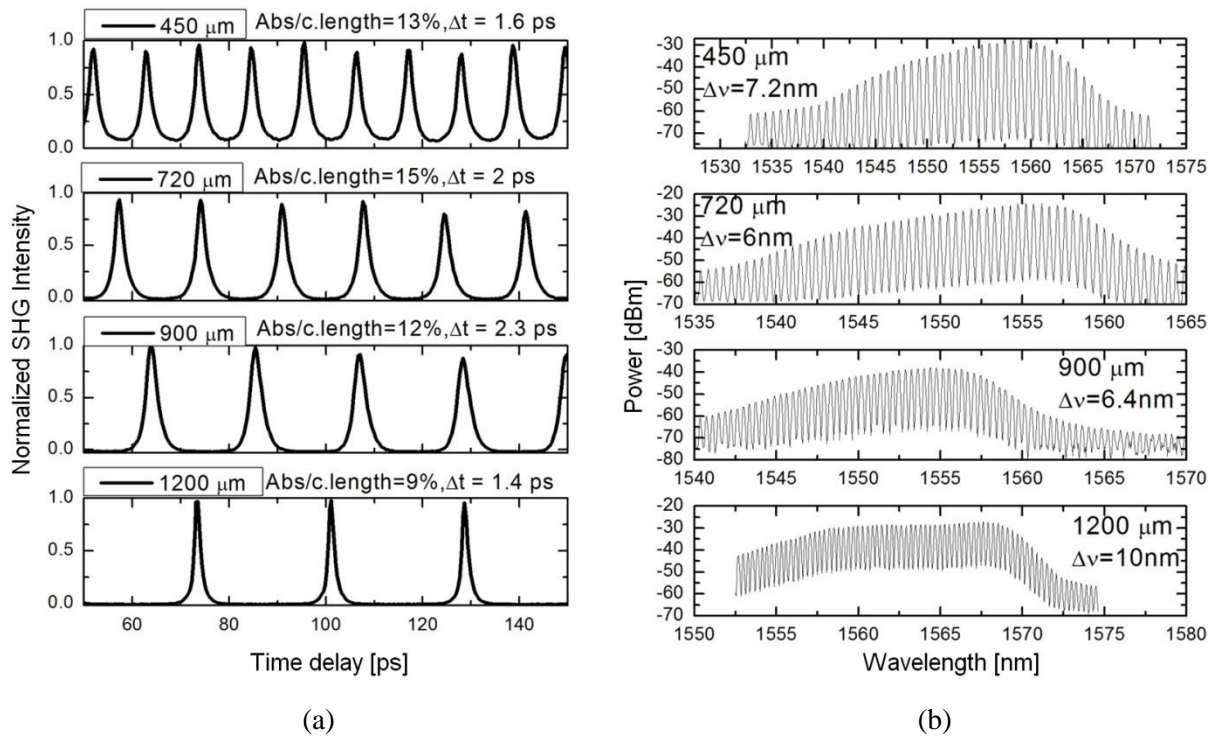 450 μm Abs/c.length=13%,Δt = 1.6 ps
1.0
0.5
0.0
720 μm Abs/c.length=15%,Δt = 2 ps
1.0
0.5
0.0
900 μm Abs/c.length=12%,Δt = 2.3 ps
1.0
0.5
0.0
1200 μm Abs/c.length=9%,Δt = 1.4 ps
1.0
0.5
0.0
60 80 100 120 140
Normalized SHG Intensity
Time delay [ps]
(a)
450 μm
Δν=7.2nm
-30
-40
-50
-60
-70
1530 1535 1540 1545 1550 1555 1560 1565 1570 1575
720 μm
Δν=6nm
-20
-30
-40
-50
-60
-70
1535 1540 1545 1550 1555 1560 1565
900 μm
Δν=6.4nm
-30
-40
-50
-60
-70
-80
1540 1545 1550 1555 1560 1565 1570
1200 μm
Δν=10nm
-20
-30
-40
-50
-60
-70
1550 1555 1560 1565 1570 1575 1580
Power [dBm]
Wavelength [nm]
(b)